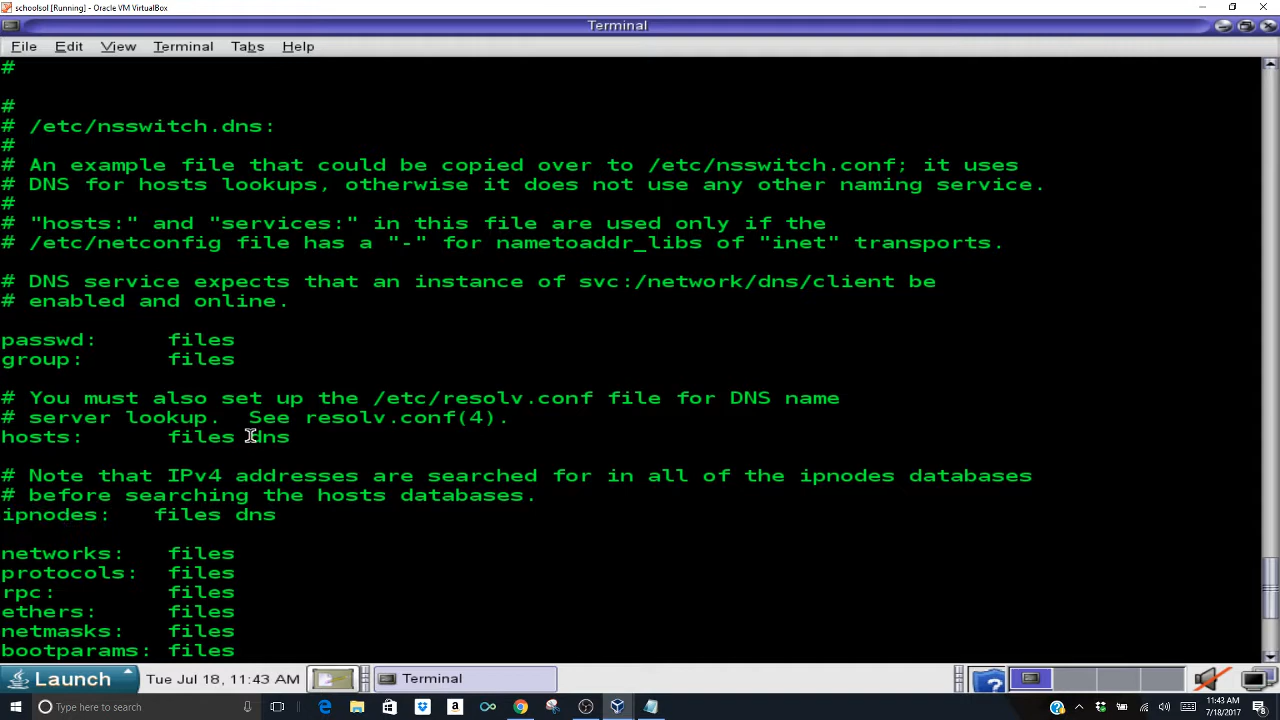 schoolsol [Running] - Oracle VM VirtualBox
Terminal
File Edit View Terminal Tabs Help
#
#
# /etc/nsswitch.dns:
#
# An example file that could be copied over to /etc/nsswitch.conf; it uses
# DNS for hosts lookups, otherwise it does not use any other naming service.
#
# "hosts:" and "services:" in this file are used only if the
# /etc/netconfig file has a "-" for nametoaddr_libs of "inet" transports.
# DNS service expects that an instance of svc:/network/dns/client be
# enabled and online.
passwd: files
group: files
# You must also set up the /etc/resolv.conf file for DNS name
# server lookup. See resolv.conf(4).
hosts: files dns
# Note that IPv4 addresses are searched for in all of the ipnodes databases
# before searching the hosts databases.
ipnodes: files dns
networks: files
protocols: files
rpc: files
ethers: files
netmasks: files
bootparams: files
Launch Tue Jul 18, 11:43 AM Terminal
Type here to search
11:43 AM
7/18/2017